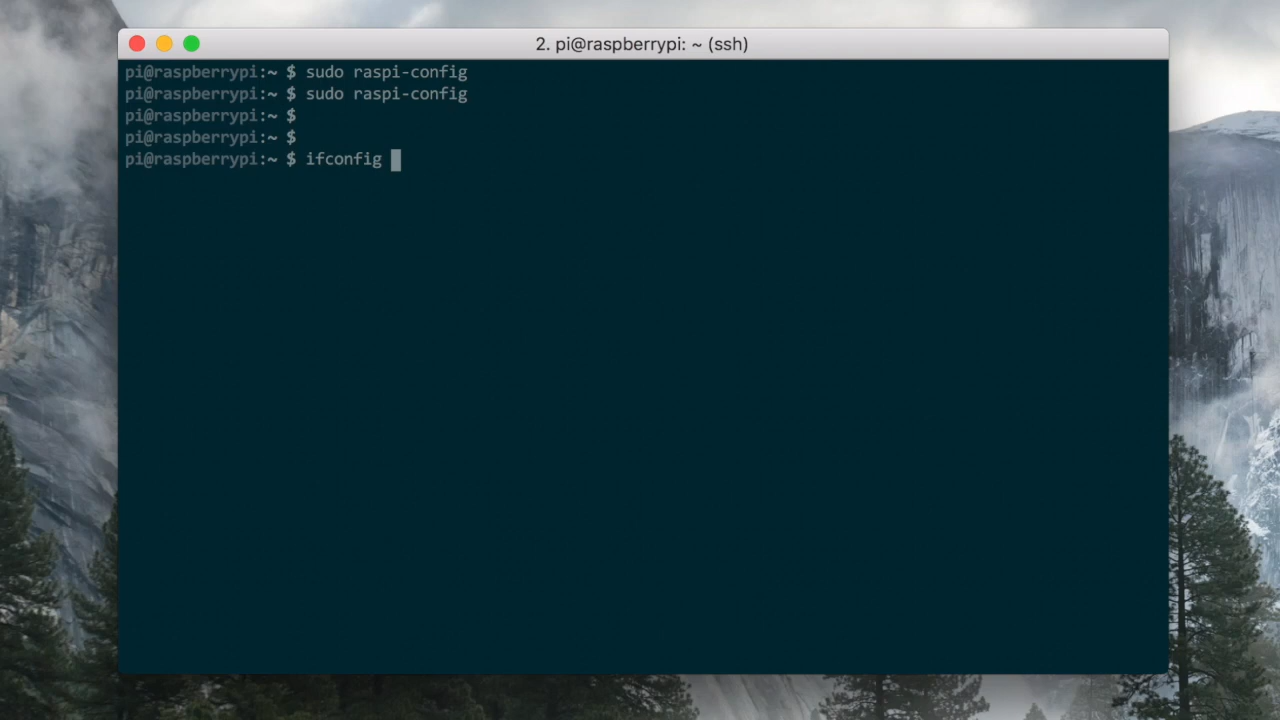 2. pi@raspberrypi: ~ (ssh)
pi@raspberrypi:~ $ sudo raspi-config
pi@raspberrypi:~ $ sudo raspi-config
pi@raspberrypi:~ $
pi@raspberrypi:~ $
pi@raspberrypi:~ $ ifconfig